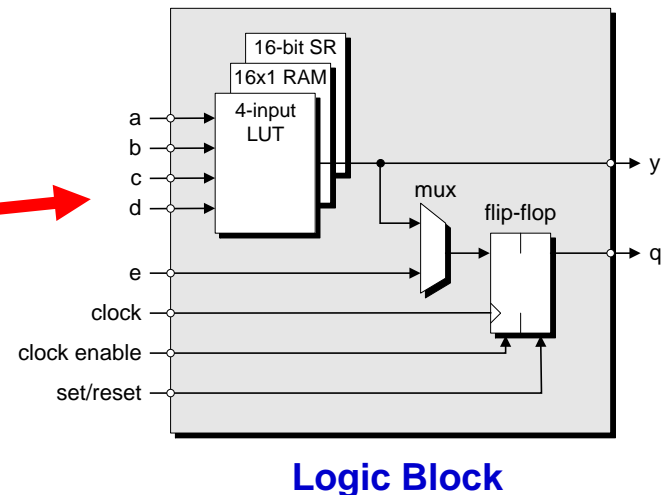 16-bit SR
16x1 RAM
4-input
LUT
a
b
c
d
e
clock
clock enable
set/reset
mux
flip-flop
y
q
Logic Block